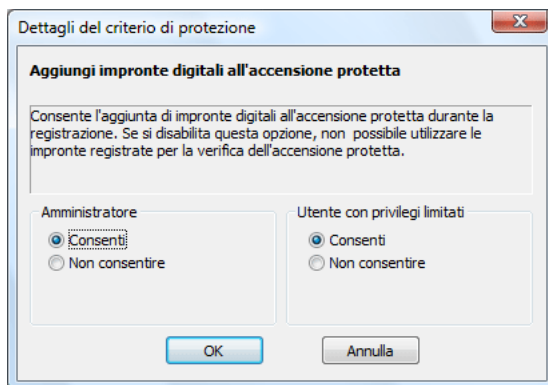 Dettagli del criterio di protezione
Aggiungi impronte digitali all'accensione protetta
Consente l'aggiunta di impronte digitali all'accensione protetta durante la
registrazione. Se si disabilita questa opzione, non  possibile utilizzare le
impronte registrate per la verifica dell'accensione protetta.
Amministratore
Consenti
Non consentire
Utente con privilegi limitati
Consenti
Non consentire
OK
Annulla